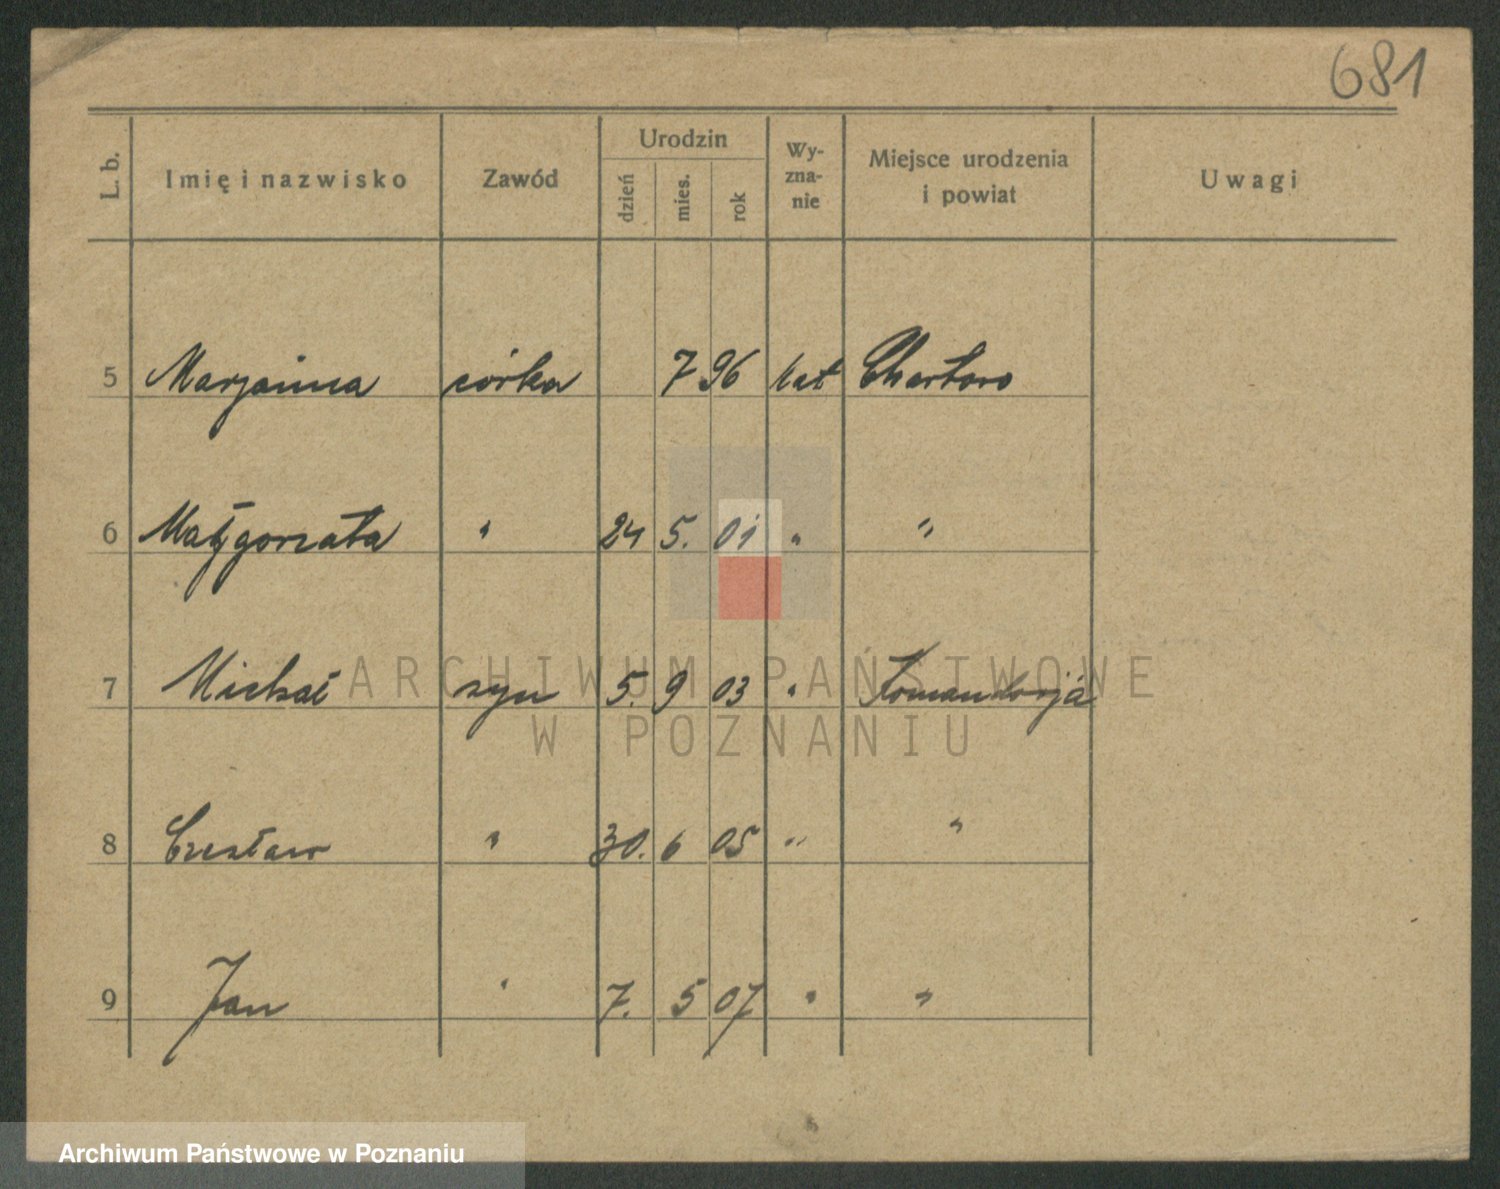 681
L. b. Imię i nazwisko Zawód Urodzin dzień mies. rok Wy-zna-nie Miejsce urodzenia i powiat Uwagi
5 Marjanna córka 7 96 kat Chartowo
6 Małgorzata " 24 5. 01 " "
7 Michał syn 5. 9 03 " Komandorja
8 Czesław " 30. 6 05 " "
9 Jan " 7. 5 07 " "
ARCHIWUM PAŃSTWOWE
W POZNANIU
Archiwum Państwowe w Poznaniu